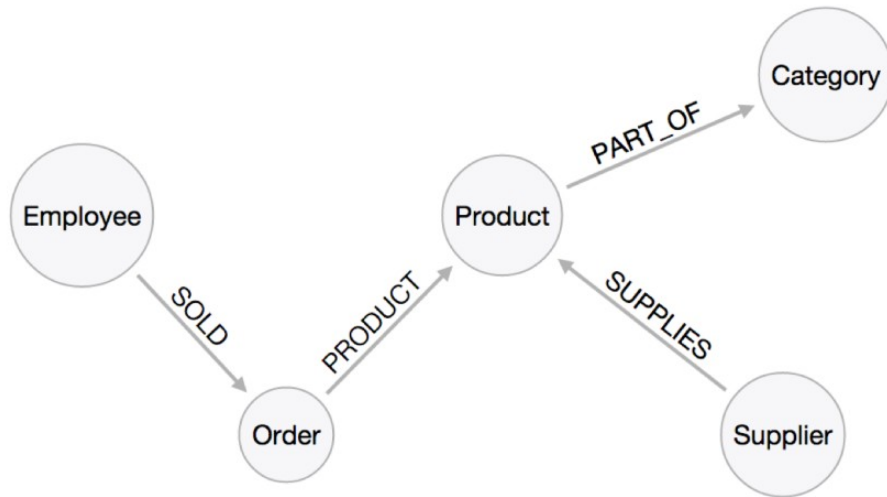 Category
PART_OF
Employee
Product
SOLD
PRODUCT
SUPPLIES
Order
Supplier